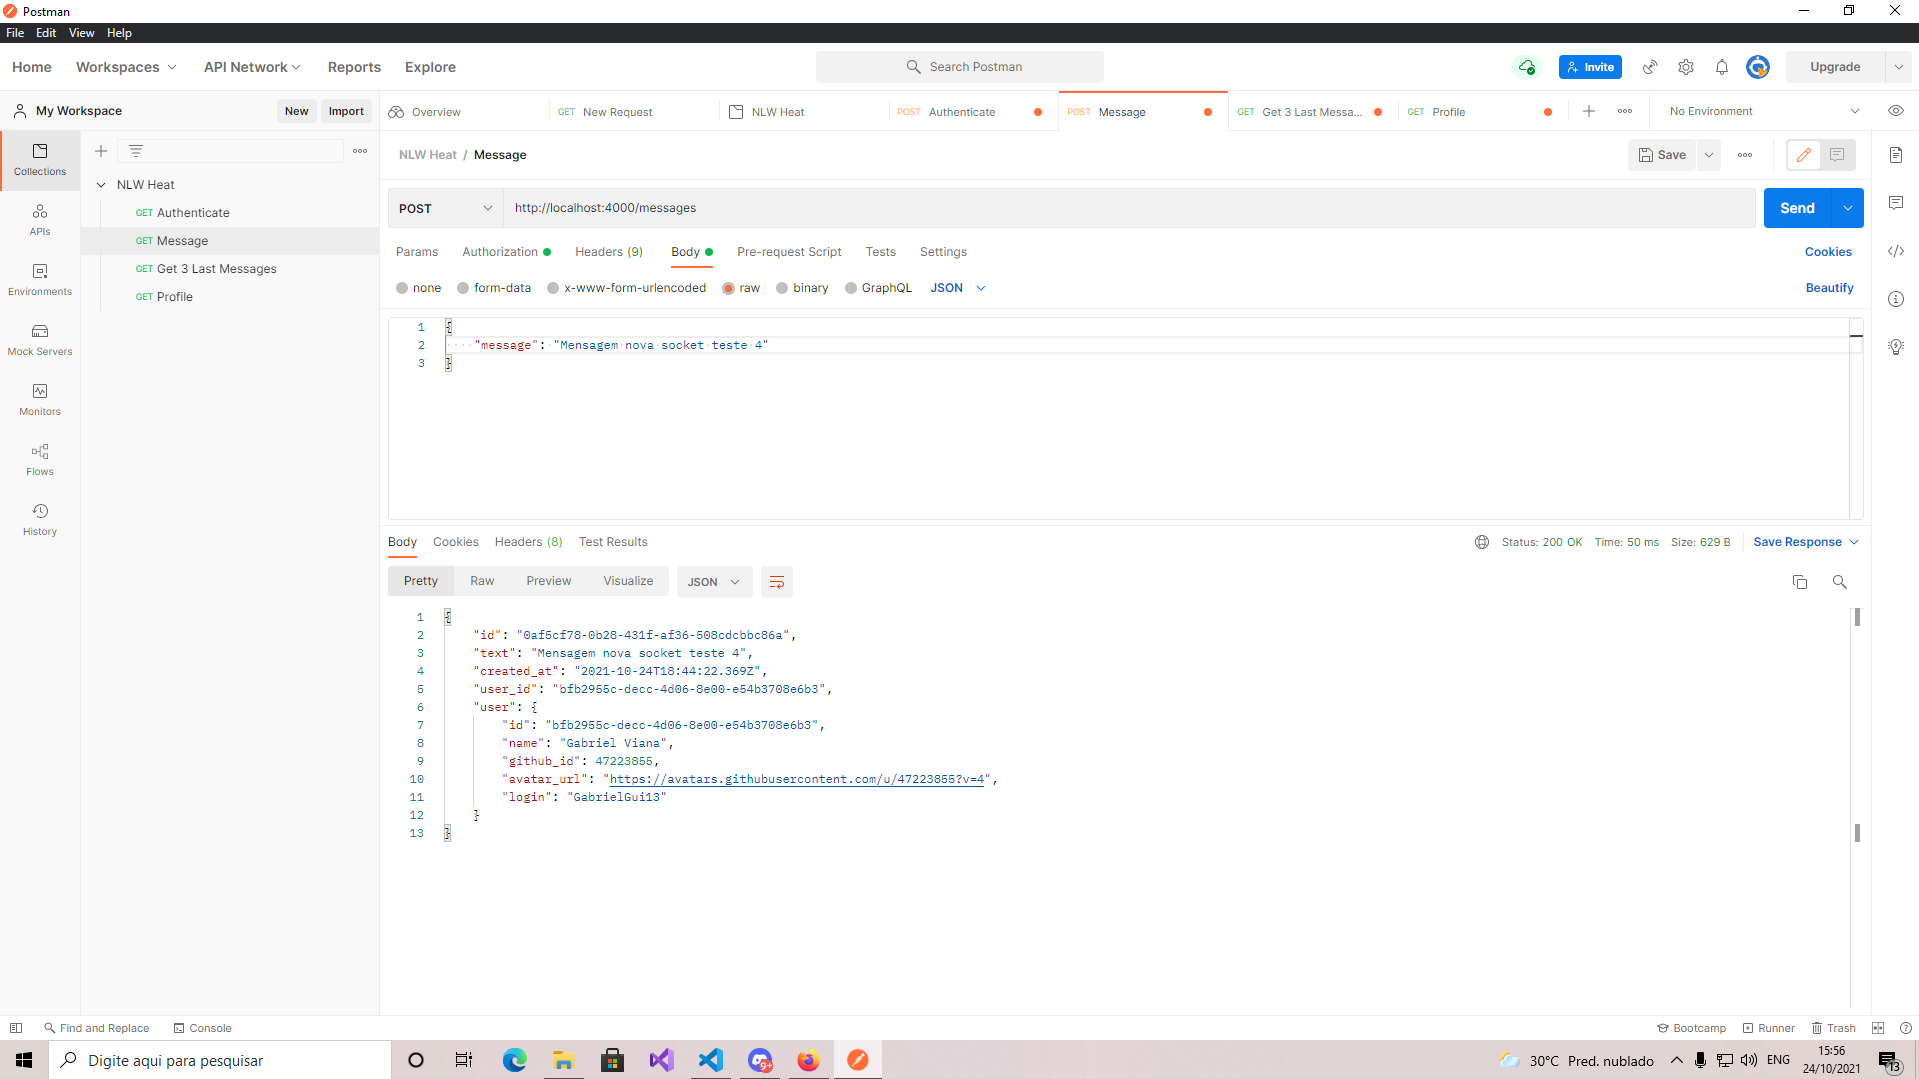 Postman
File Edit View Help
Home Workspaces API Network Reports Explore Search Postman Invite Upgrade
My Workspace New Import
Overview GET New Request NLW Heat POST Authenticate POST Message GET Get 3 Last Messa... GET Profile No Environment
NLW Heat / Message Save
Collections
APIs
Environments
Mock Servers
Monitors
Flows
History
NLW Heat
GET Authenticate
GET Message
GET Get 3 Last Messages
GET Profile
POST http://localhost:4000/messages Send
Params Authorization Headers (9) Body Pre-request Script Tests Settings Cookies
none form-data x-www-form-urlencoded raw binary GraphQL JSON Beautify
1 {
2 "message": "Mensagem nova socket teste 4"
3 }
Body Cookies Headers (8) Test Results Status: 200 OK Time: 50 ms Size: 629 B Save Response
Pretty Raw Preview Visualize JSON
1 {
2 "id": "0af5cf78-0b28-431f-af36-508cdcbbc86a",
3 "text": "Mensagem nova socket teste 4",
4 "created_at": "2021-10-24T18:44:22.369Z",
5 "user_id": "bfb2955c-decc-4d06-8e00-e54b3708e6b3",
6 "user": {
7 "id": "bfb2955c-decc-4d06-8e00-e54b3708e6b3",
8 "name": "Gabriel Viana",
9 "github_id": 47223855,
10 "avatar_url": "https://avatars.githubusercontent.com/u/47223855?v=4",
11 "login": "GabrielGui13"
12 }
13 }
Find and Replace Console Bootcamp Runner Trash
Digite aqui para pesquisar 9+ 30°C Pred. nublado ENG 15:56
24/10/2021 13